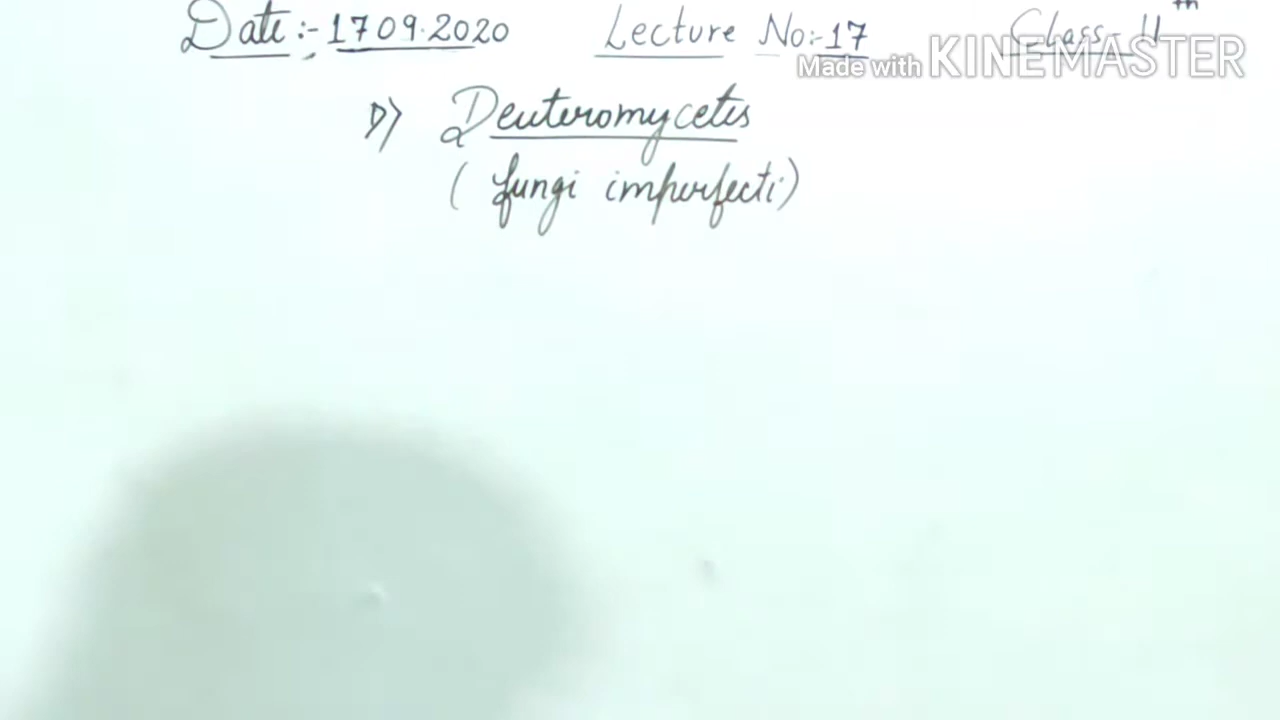 Date:- 17 09.2020 Lecture No:-17 Class- 11th
Made with KINEMASTER
D) Deuteromycetes
( fungi imperfecti)